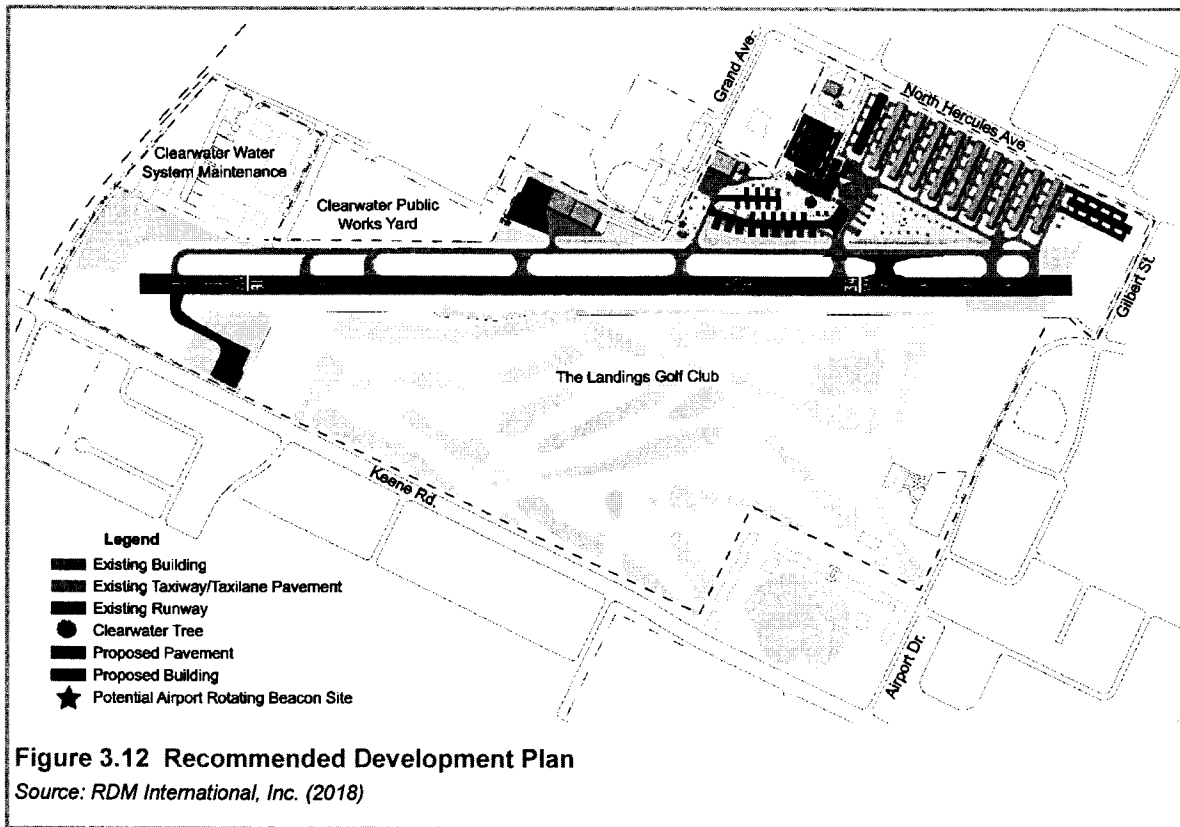 Grand Ave.
North Hercules Ave.
Clearwater Water
System Maintenance
Clearwater Public
Works Yard
Gilbert St.
The Landings Golf Club
Keene Rd.
Airport Dr.
Legend
Existing Building
Existing Taxiway/Taxilane Pavement
Existing Runway
Clearwater Tree
Proposed Pavement
Proposed Building
Potential Airport Rotating Beacon Site
Figure 3.12 Recommended Development Plan
Source: RDM International, Inc. (2018)